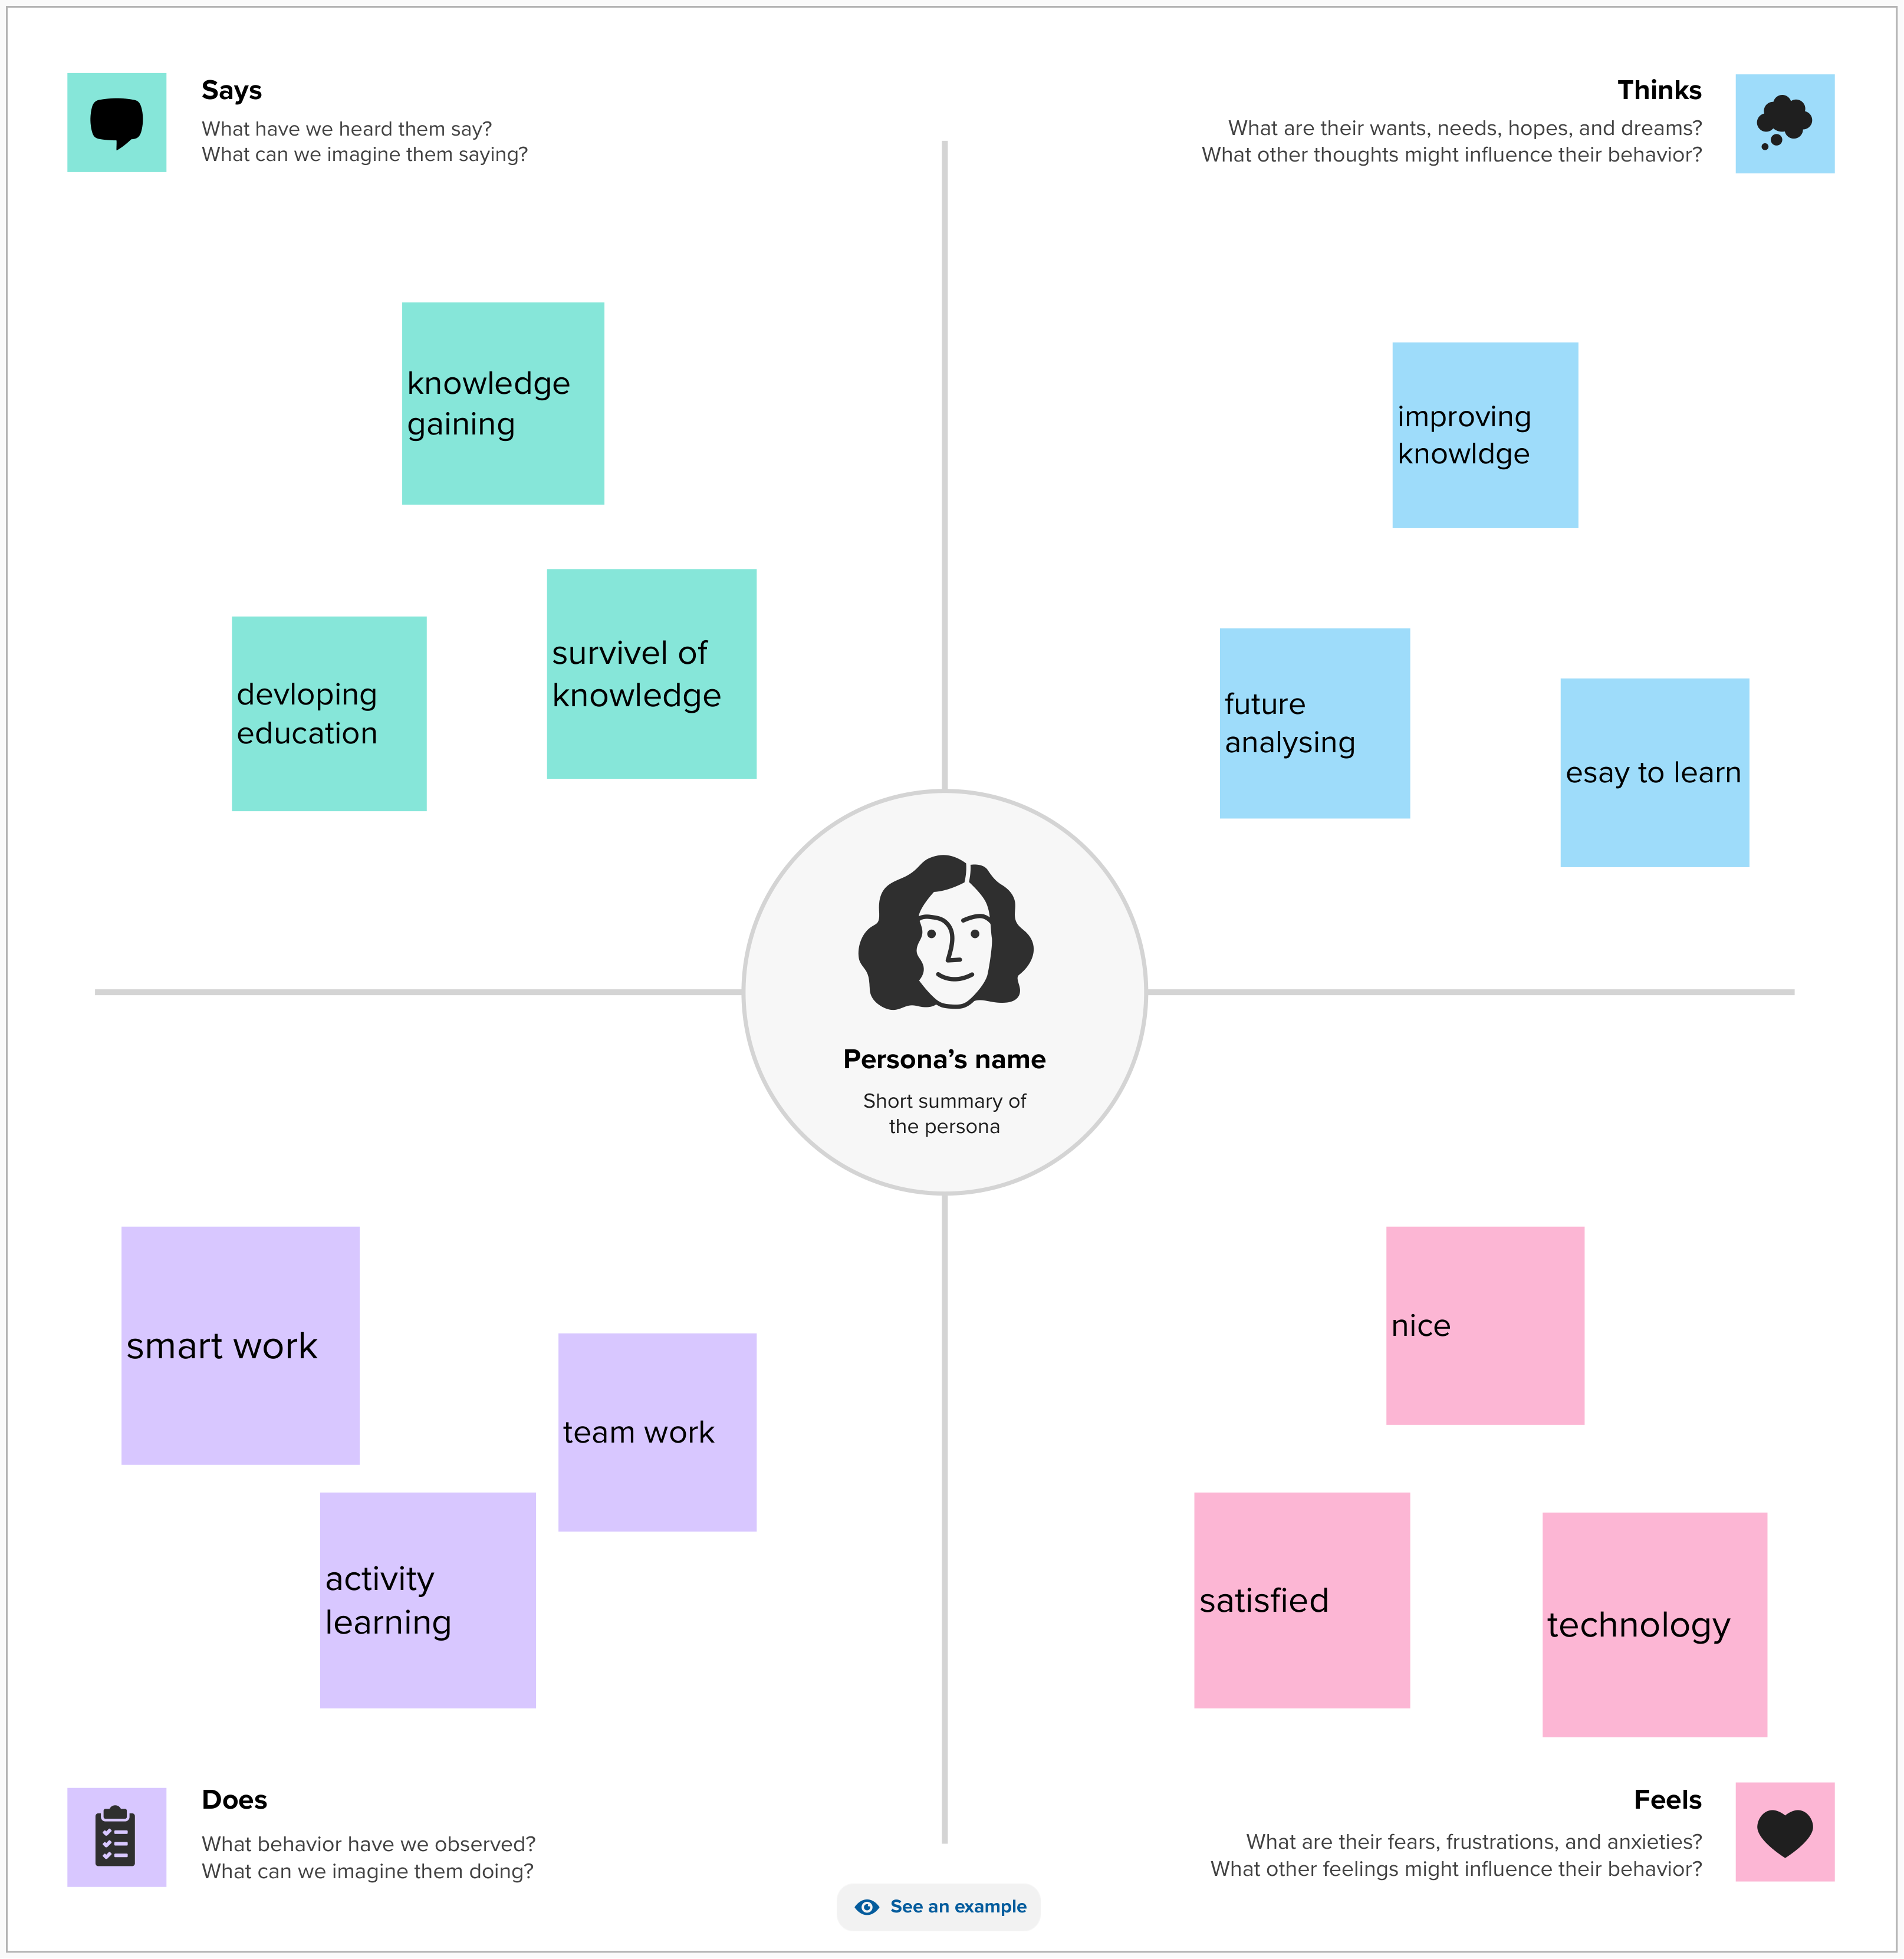 Says
What have we heard them say?
What can we imagine them saying?
Thinks
What are their wants, needs, hopes, and dreams?
What other thoughts might influence their behavior?
knowledge
gaining
devloping
education
survivel of
knowledge
improving
knowldge
future
analysing
esay to learn
Persona’s name
Short summary of
the persona
smart work
team work
activity
learning
nice
satisfied
technology
Does
What behavior have we observed?
What can we imagine them doing?
Feels
What are their fears, frustrations, and anxieties?
What other feelings might influence their behavior?
See an example